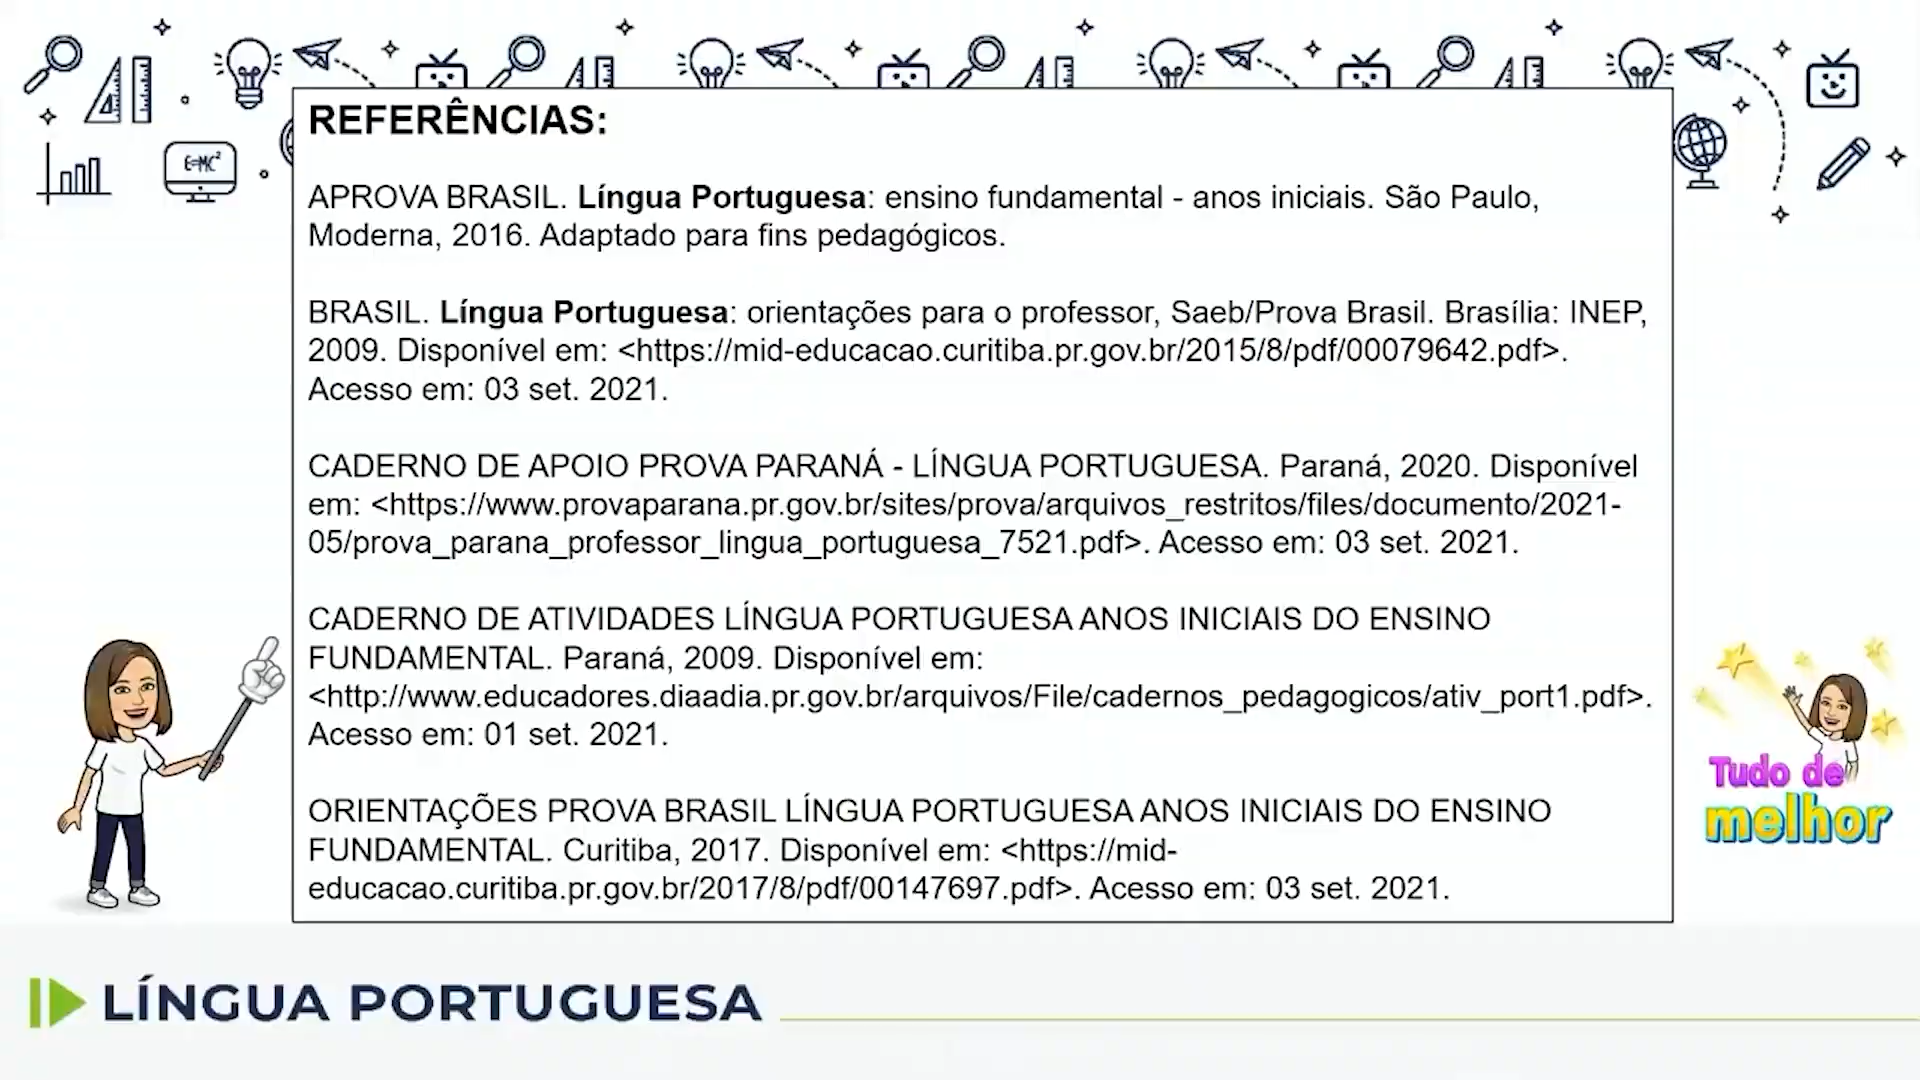 E=MC²
REFERÊNCIAS:
APROVA BRASIL. Língua Portuguesa: ensino fundamental - anos iniciais. São Paulo,
Moderna, 2016. Adaptado para fins pedagógicos.
BRASIL. Língua Portuguesa: orientações para o professor, Saeb/Prova Brasil. Brasília: INEP,
2009. Disponível em: <https://mid-educacao.curitiba.pr.gov.br/2015/8/pdf/00079642.pdf>.
Acesso em: 03 set. 2021.
CADERNO DE APOIO PROVA PARANÁ - LÍNGUA PORTUGUESA. Paraná, 2020. Disponível
em: <https://www.provaparana.pr.gov.br/sites/prova/arquivos_restritos/files/documento/2021-
05/prova_parana_professor_lingua_portuguesa_7521.pdf>. Acesso em: 03 set. 2021.
CADERNO DE ATIVIDADES LÍNGUA PORTUGUESA ANOS INICIAIS DO ENSINO
FUNDAMENTAL. Paraná, 2009. Disponível em:
<http://www.educadores.diaadia.pr.gov.br/arquivos/File/cadernos_pedagogicos/ativ_port1.pdf>.
Acesso em: 01 set. 2021.
ORIENTAÇÕES PROVA BRASIL LÍNGUA PORTUGUESA ANOS INICIAIS DO ENSINO
FUNDAMENTAL. Curitiba, 2017. Disponível em: <https://mid-
educacao.curitiba.pr.gov.br/2017/8/pdf/00147697.pdf>. Acesso em: 03 set. 2021.
Tudo de
melhor
LÍNGUA PORTUGUESA